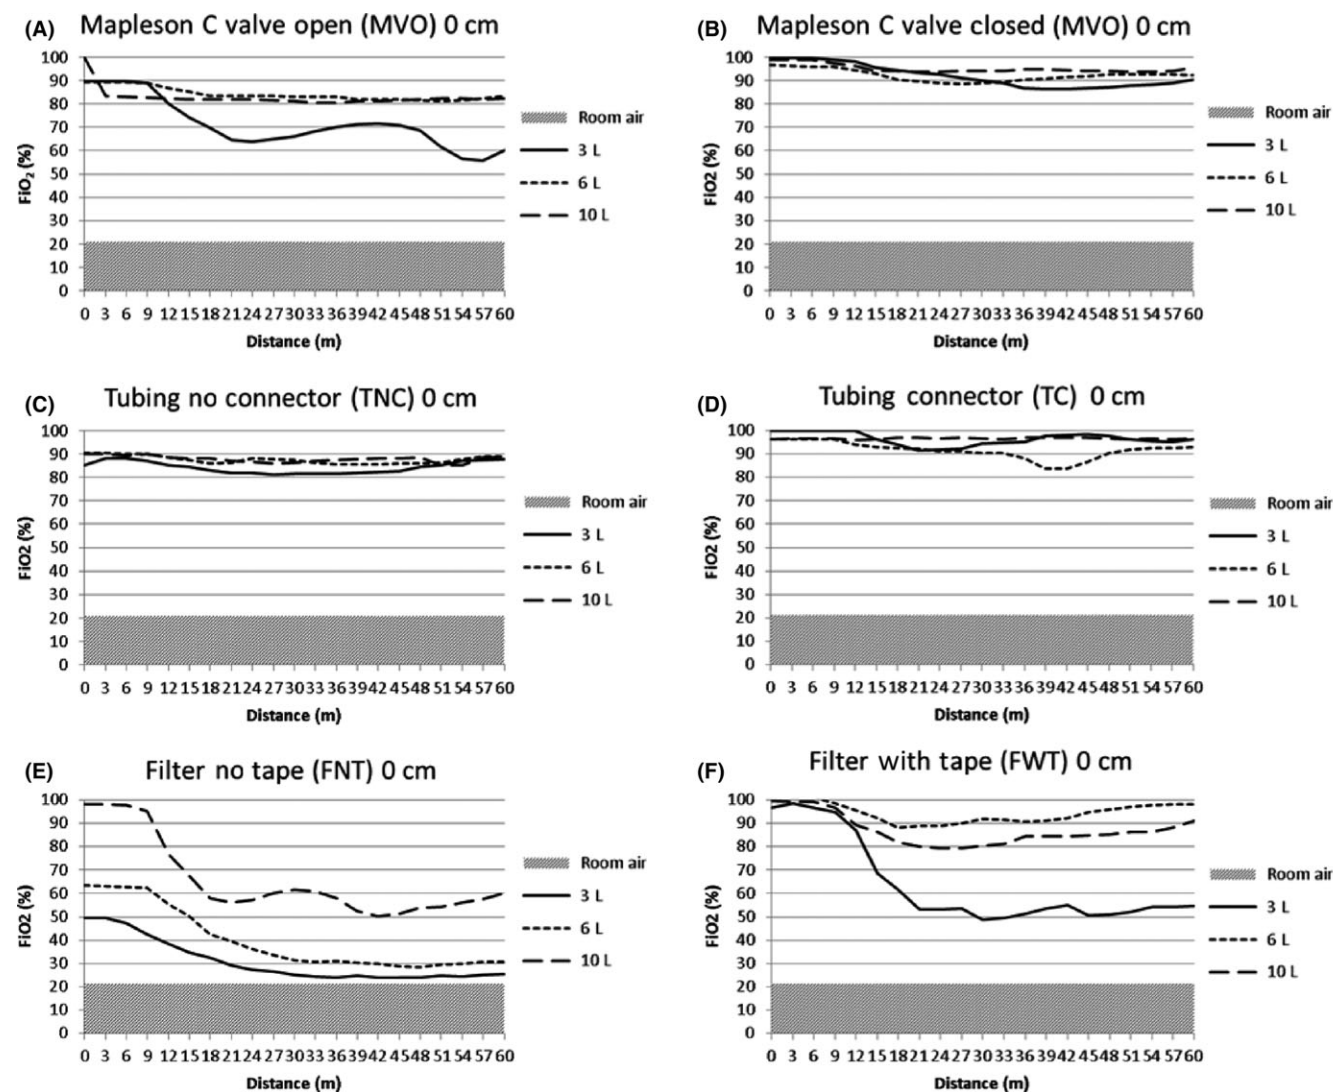 (A) Mapleson C valve open (MVO) 0 cm
100
90
80
70
60
50
40
30
20
10
0
FiO₂ (%)
0 3 6 9 12 15 18 21 24 27 30 33 36 39 42 45 48 51 54 57 60
Distance (m)
Room air
3 L
6 L
10 L
(B) Mapleson C valve closed (MVO) 0 cm
100
90
80
70
60
50
40
30
20
10
0
FiO2 (%)
0 3 6 9 12 15 18 21 24 27 30 33 36 39 42 45 48 51 54 57 60
Distance (m)
Room air
3 L
6 L
10 L
(C) Tubing no connector (TNC) 0 cm
100
90
80
70
60
50
40
30
20
10
0
FiO2 (%)
0 3 6 9 12 15 18 21 24 27 30 33 36 39 42 45 48 51 54 57 60
Distance (m)
Room air
3 L
6 L
10 L
(D) Tubing connector (TC) 0 cm
100
90
80
70
60
50
40
30
20
10
0
FiO2 (%)
0 3 6 9 12 15 18 21 24 27 30 33 36 39 42 45 48 51 54 57 60
Distance (m)
Room air
3 L
6 L
10 L
(E) Filter no tape (FNT) 0 cm
100
90
80
70
60
50
40
30
20
10
0
FiO2 (%)
0 3 6 9 12 15 18 21 24 27 30 33 36 39 42 45 48 51 54 57 60
Distance (m)
Room air
3 L
6 L
10 L
(F) Filter with tape (FWT) 0 cm
100
90
80
70
60
50
40
30
20
10
0
FiO2 (%)
0 3 6 9 12 15 18 21 24 27 30 33 36 39 42 45 48 51 54 57 60
Distance (m)
Room air
3 L
6 L
10 L